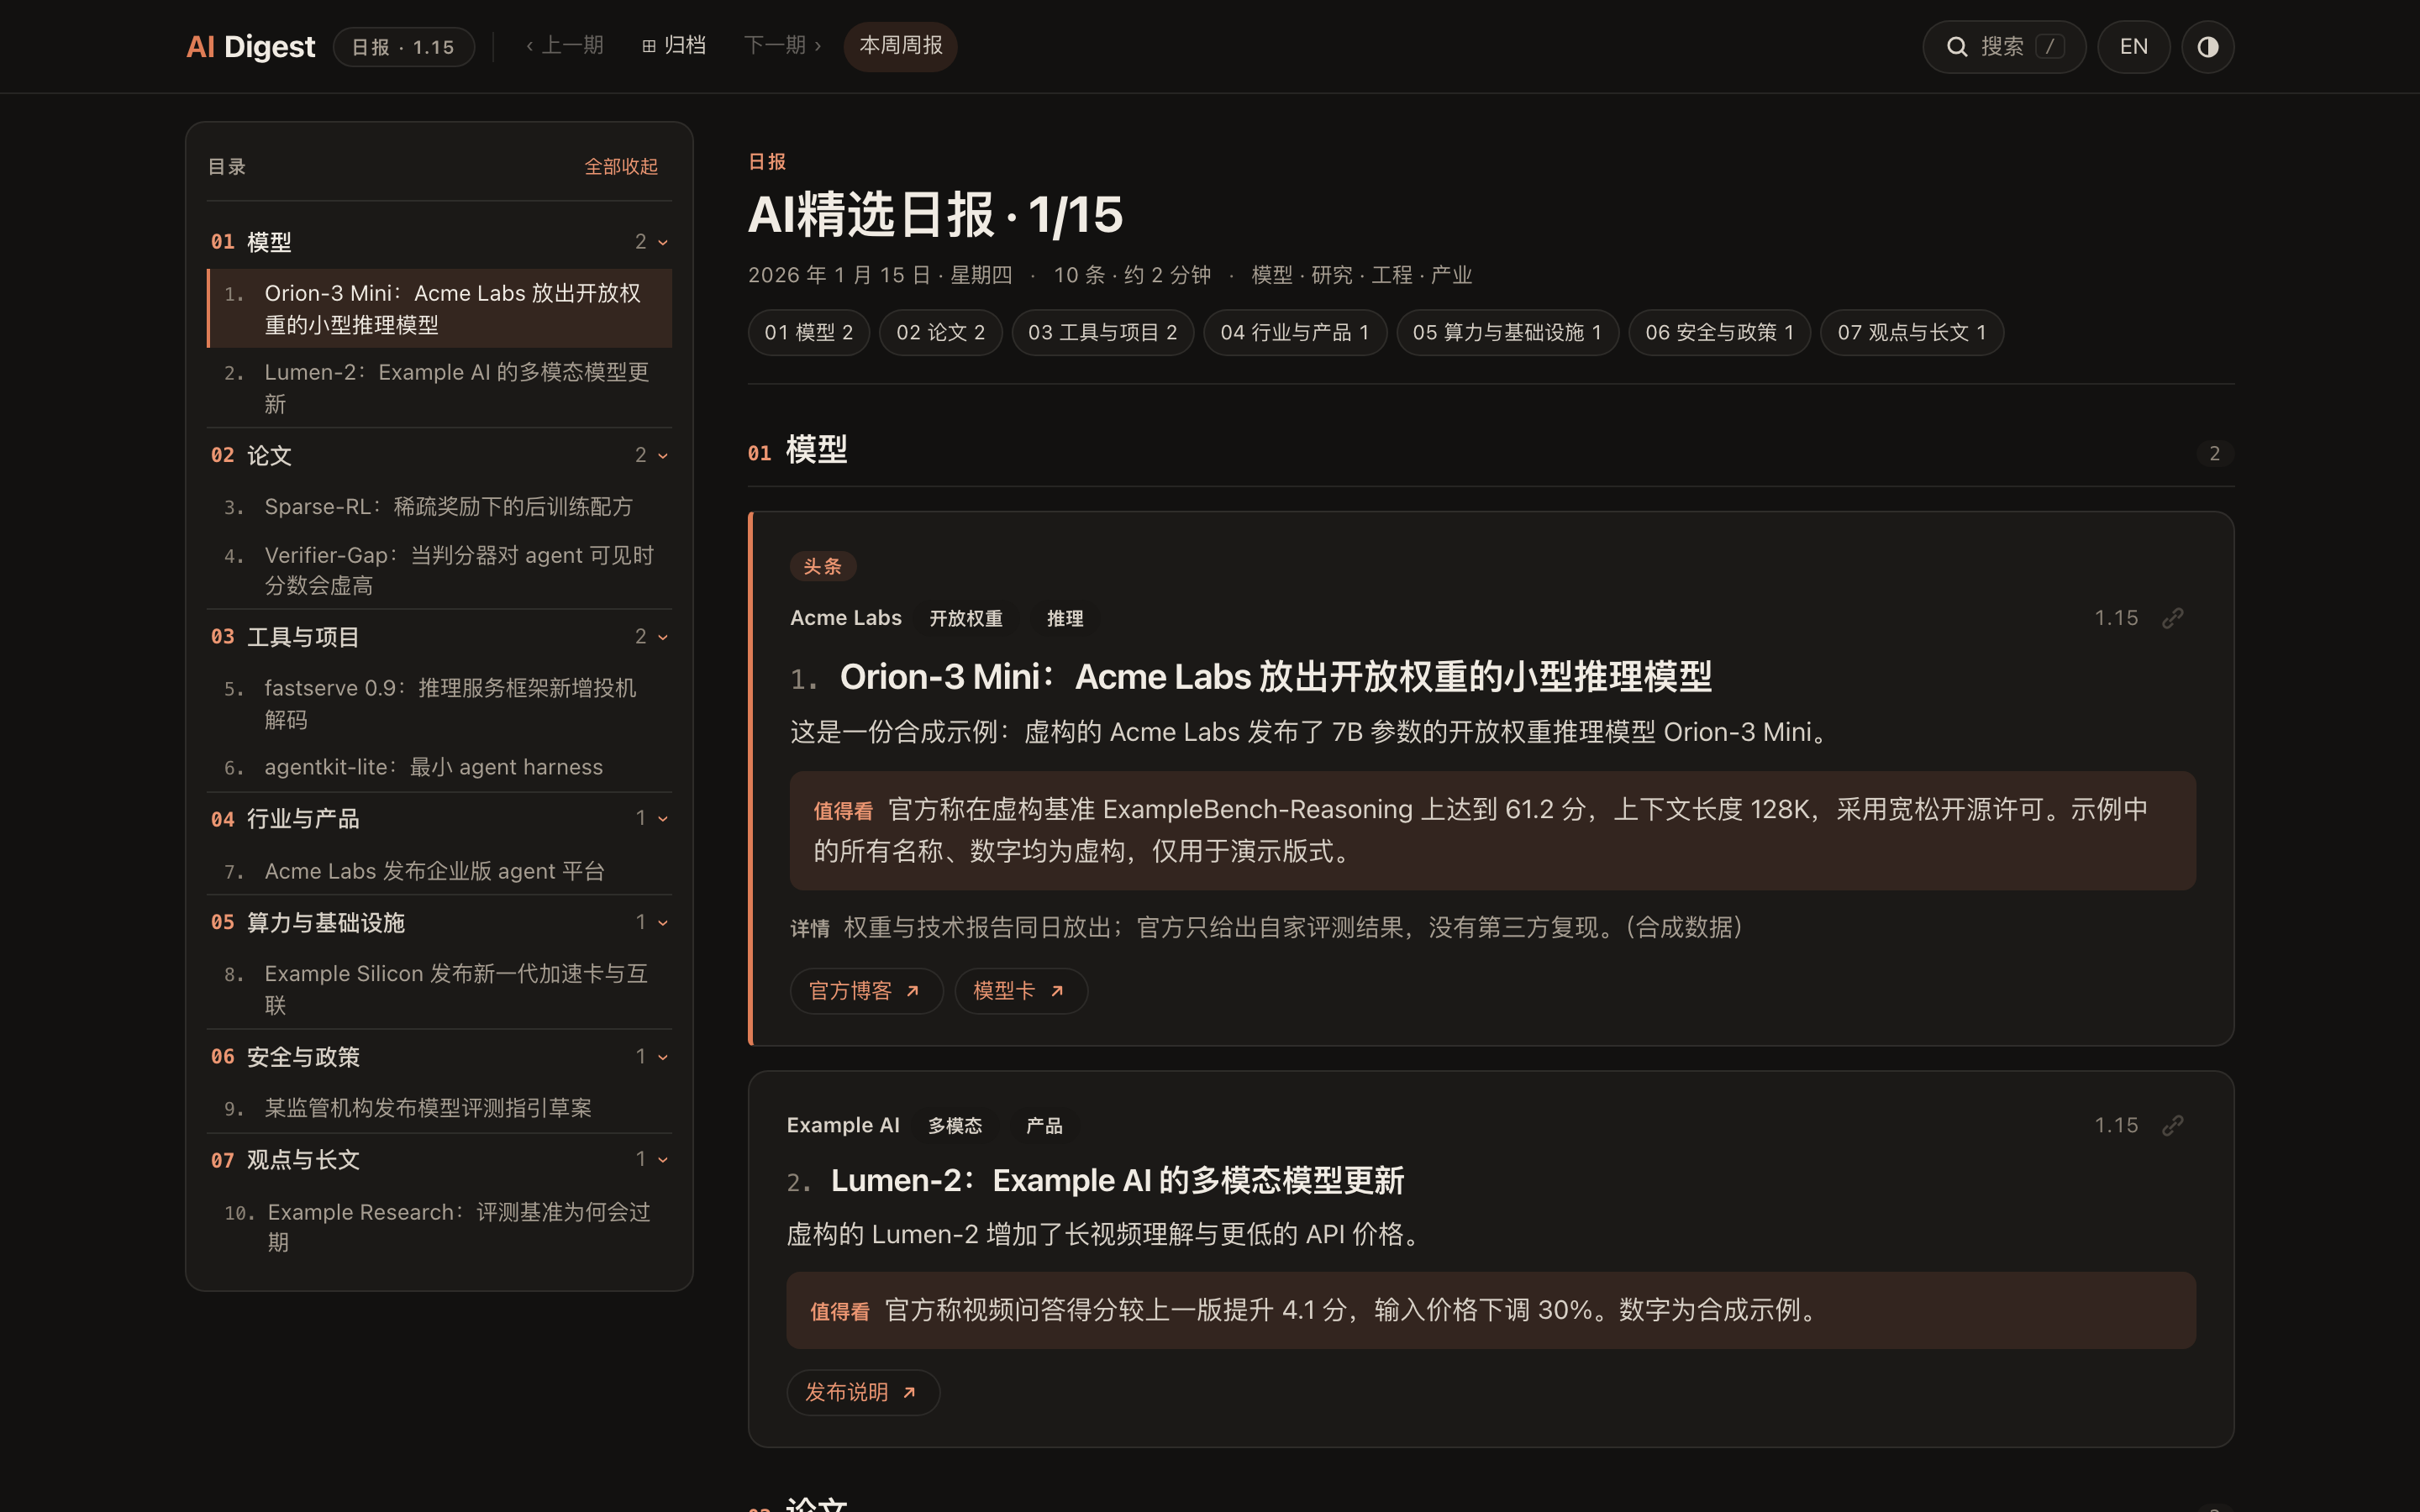 AI Digest 日报 · 1.15 ‹ 上一期 归档 下一期 › 本周周报 搜索 / EN
目录 全部收起
01 模型 2
1. Orion-3 Mini：Acme Labs 放出开放权
重的小型推理模型
2. Lumen-2：Example AI 的多模态模型更
新
02 论文 2
3. Sparse-RL：稀疏奖励下的后训练配方
4. Verifier-Gap：当判分器对 agent 可见时
分数会虚高
03 工具与项目 2
5. fastserve 0.9：推理服务框架新增投机
解码
6. agentkit-lite：最小 agent harness
04 行业与产品 1
7. Acme Labs 发布企业版 agent 平台
05 算力与基础设施 1
8. Example Silicon 发布新一代加速卡与互
联
06 安全与政策 1
9. 某监管机构发布模型评测指引草案
07 观点与长文 1
10. Example Research：评测基准为何会过
期
日报
AI精选日报 · 1/15
2026 年 1 月 15 日 · 星期四 · 10 条 · 约 2 分钟 · 模型 · 研究 · 工程 · 产业
01 模型 2 02 论文 2 03 工具与项目 2 04 行业与产品 1 05 算力与基础设施 1 06 安全与政策 1 07 观点与长文 1
01 模型 2
头条
Acme Labs 开放权重 推理 1.15
1. Orion-3 Mini：Acme Labs 放出开放权重的小型推理模型
这是一份合成示例：虚构的 Acme Labs 发布了 7B 参数的开放权重推理模型 Orion-3 Mini。
值得看 官方称在虚构基准 ExampleBench-Reasoning 上达到 61.2 分，上下文长度 128K，采用宽松开源许可。示例中
的所有名称、数字均为虚构，仅用于演示版式。
详情 权重与技术报告同日放出；官方只给出自家评测结果，没有第三方复现。（合成数据）
官方博客 ↗ 模型卡 ↗
Example AI 多模态 产品 1.15
2. Lumen-2：Example AI 的多模态模型更新
虚构的 Lumen-2 增加了长视频理解与更低的 API 价格。
值得看 官方称视频问答得分较上一版提升 4.1 分，输入价格下调 30%。数字为合成示例。
发布说明 ↗
02 论文